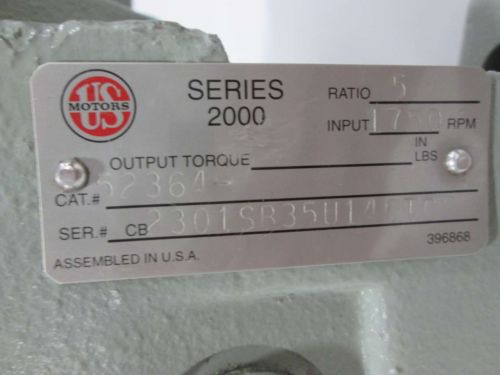 US
MOTORS
SERIES
2000
RATIO 5
INPUT 1750 RPM
OUTPUT TORQUE
IN
LBS
CAT.#
SER.# CB
396868
ASSEMBLED IN U.S.A.